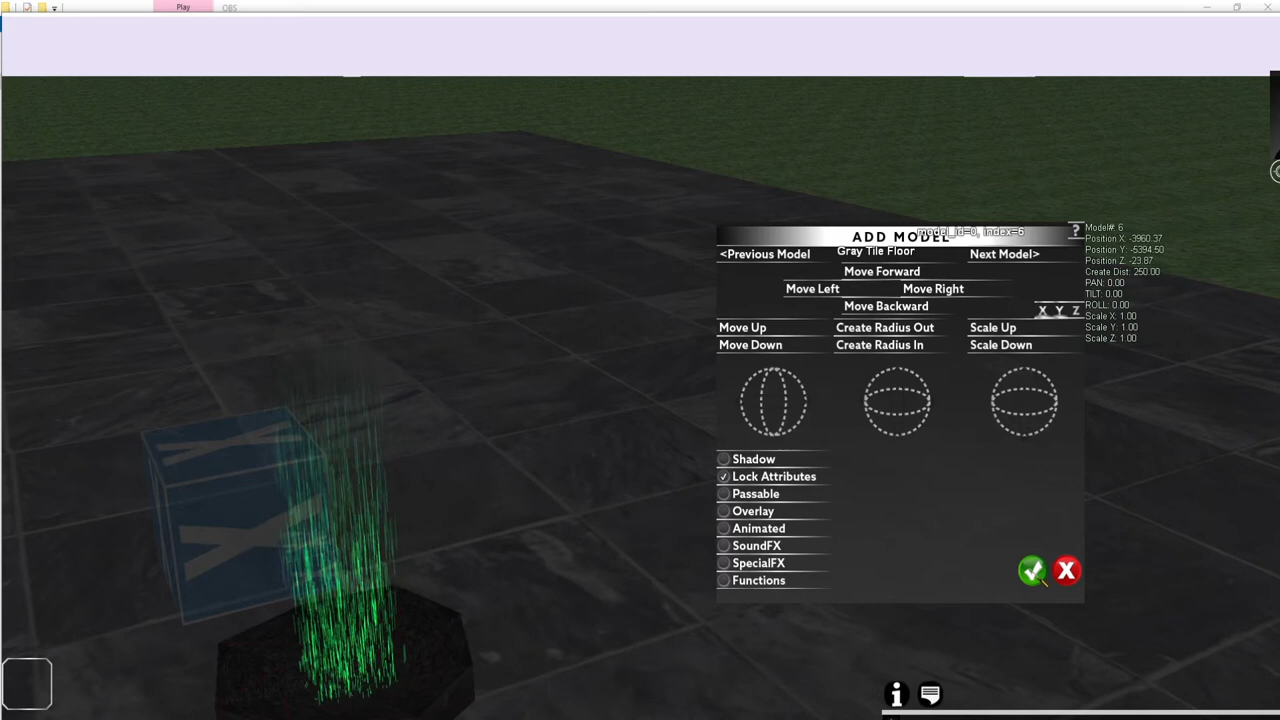 Play
OBS
ADD MODEL
model_id=0, index=6
?
Model#: 6
Position X: -3960.37
Position Y: -5394.50
Position Z: -23.87
Create Dist: 250.00
PAN: 0.00
TILT: 0.00
ROLL: 0.00
Scale X: 1.00
Scale Y: 1.00
Scale Z: 1.00
<Previous Model
Gray Tile Floor
Next Model>
Move Forward
Move Left
Move Right
Move Backward
X Y Z
Move Up
Create Radius Out
Scale Up
Move Down
Create Radius In
Scale Down
Shadow
Lock Attributes
Passable
Overlay
Animated
SoundFX
SpecialFX
Functions
X
X
X